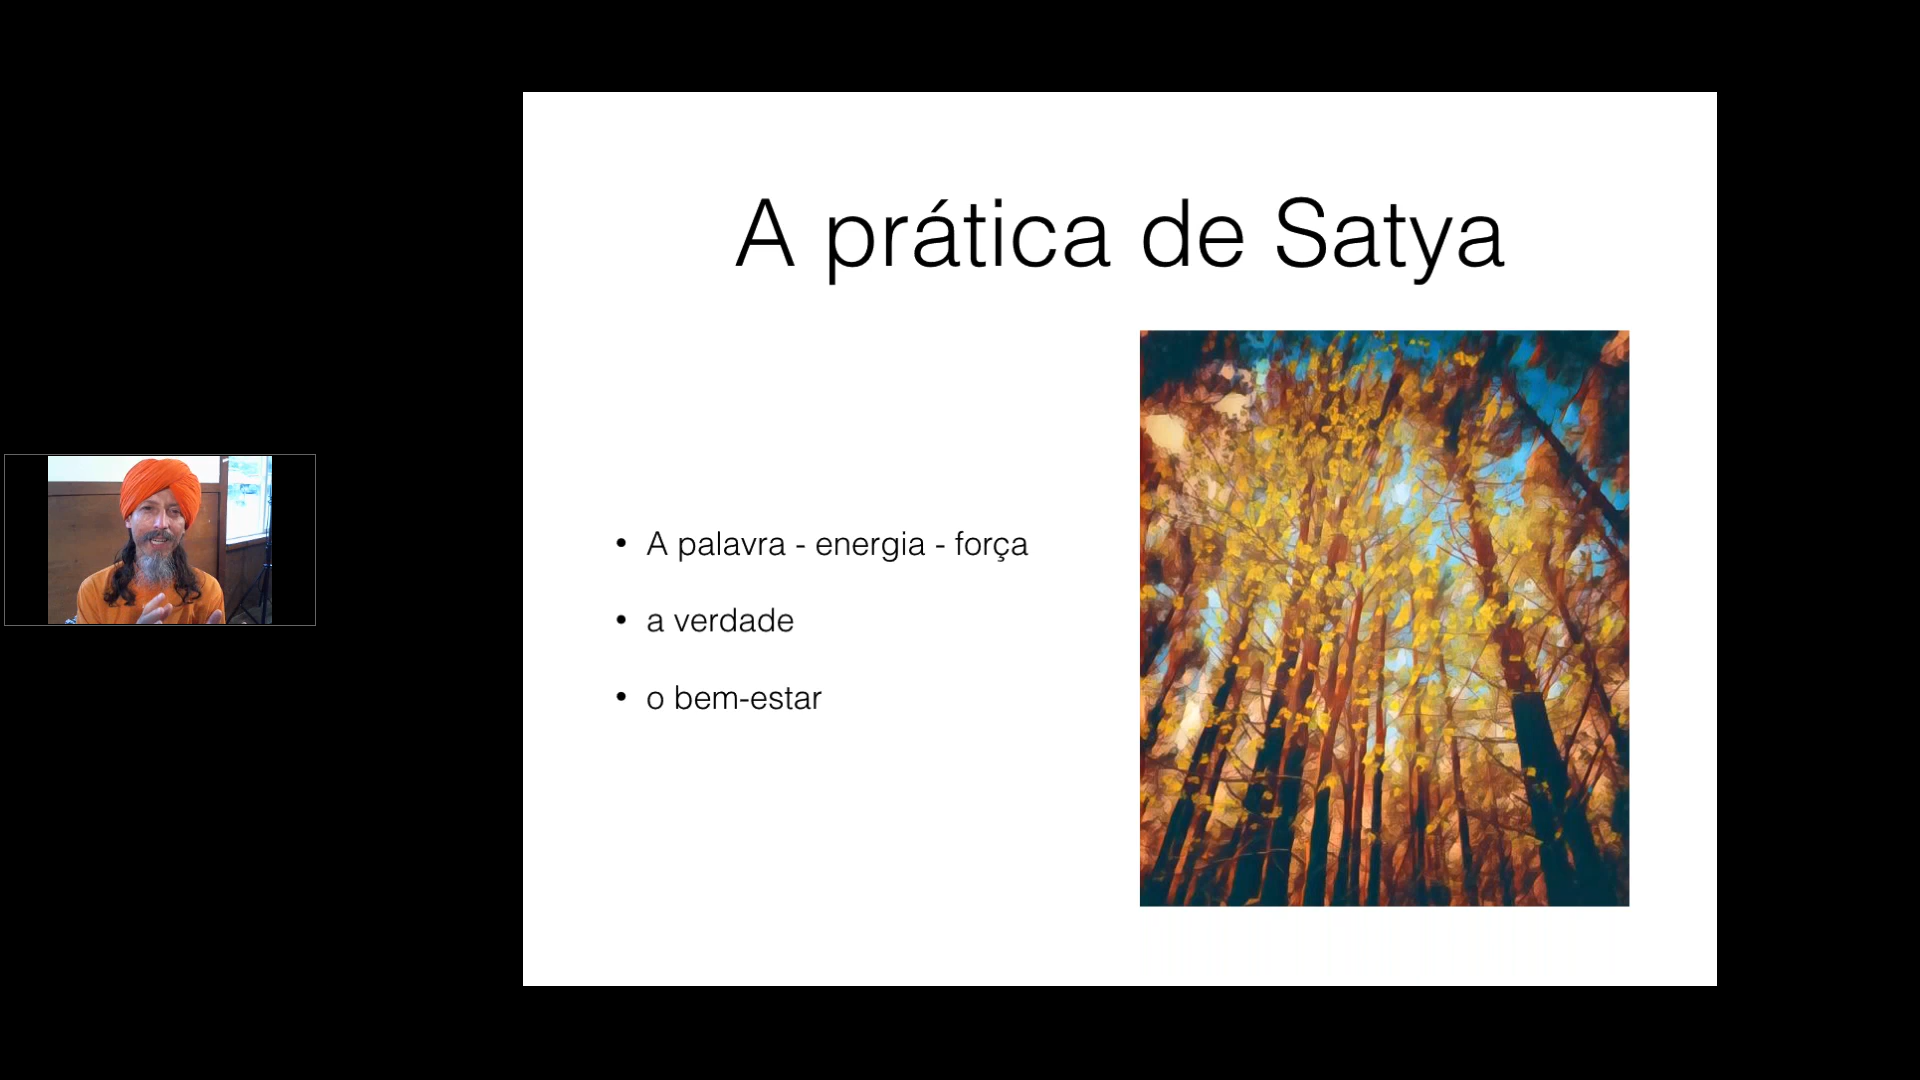 A prática de Satya
• A palavra - energia - força
• a verdade
• o bem-estar